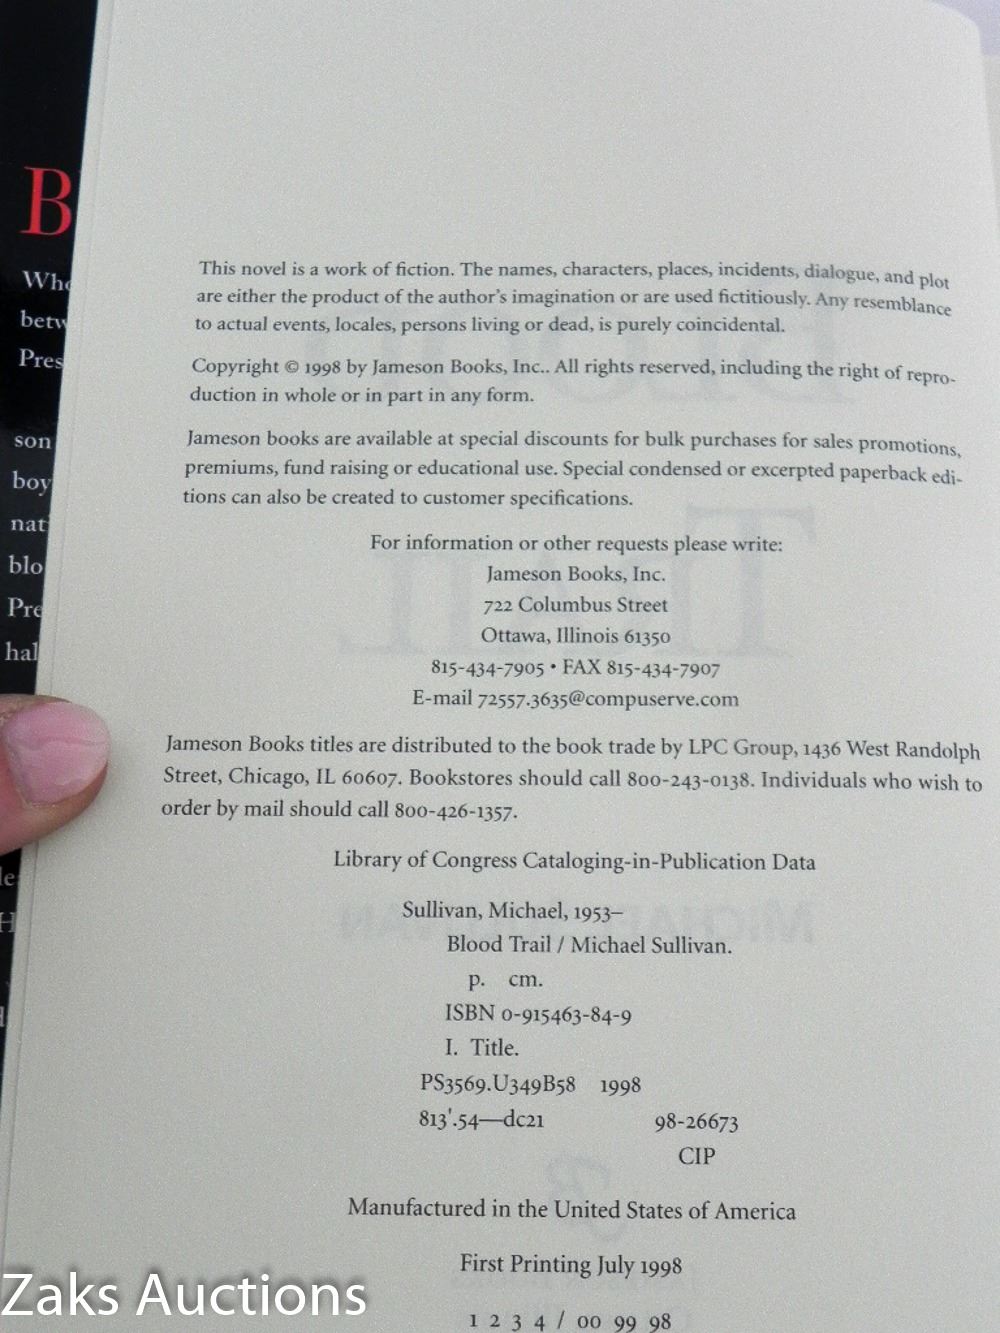 B
Who
betw
Pres
son
boy
nat
blo
Pre
hal
This novel is a work of fiction. The names, characters, places, incidents, dialogue, and plot
are either the product of the author's imagination or are used fictitiously. Any resemblance
to actual events, locales, persons living or dead, is purely coincidental.
Copyright © 1998 by Jameson Books, Inc.. All rights reserved, including the right of repro-
duction in whole or in part in any form.
Jameson books are available at special discounts for bulk purchases for sales promotions,
premiums, fund raising or educational use. Special condensed or excerpted paperback edi-
tions can also be created to customer specifications.
For information or other requests please write:
Jameson Books, Inc.
722 Columbus Street
Ottawa, Illinois 61350
815-434-7905 • FAX 815-434-7907
E-mail 72557.3635@compuserve.com
Jameson Books titles are distributed to the book trade by LPC Group, 1436 West Randolph
Street, Chicago, IL 60607. Bookstores should call 800-243-0138. Individuals who wish to
order by mail should call 800-426-1357.
Library of Congress Cataloging-in-Publication Data
Sullivan, Michael, 1953–
Blood Trail / Michael Sullivan.
p. cm.
ISBN 0-915463-84-9
I. Title.
PS3569.U349B58 1998
813'.54—dc21 98-26673
CIP
Manufactured in the United States of America
First Printing July 1998
1 2 3 4 / 00 99 98
Zaks Auctions